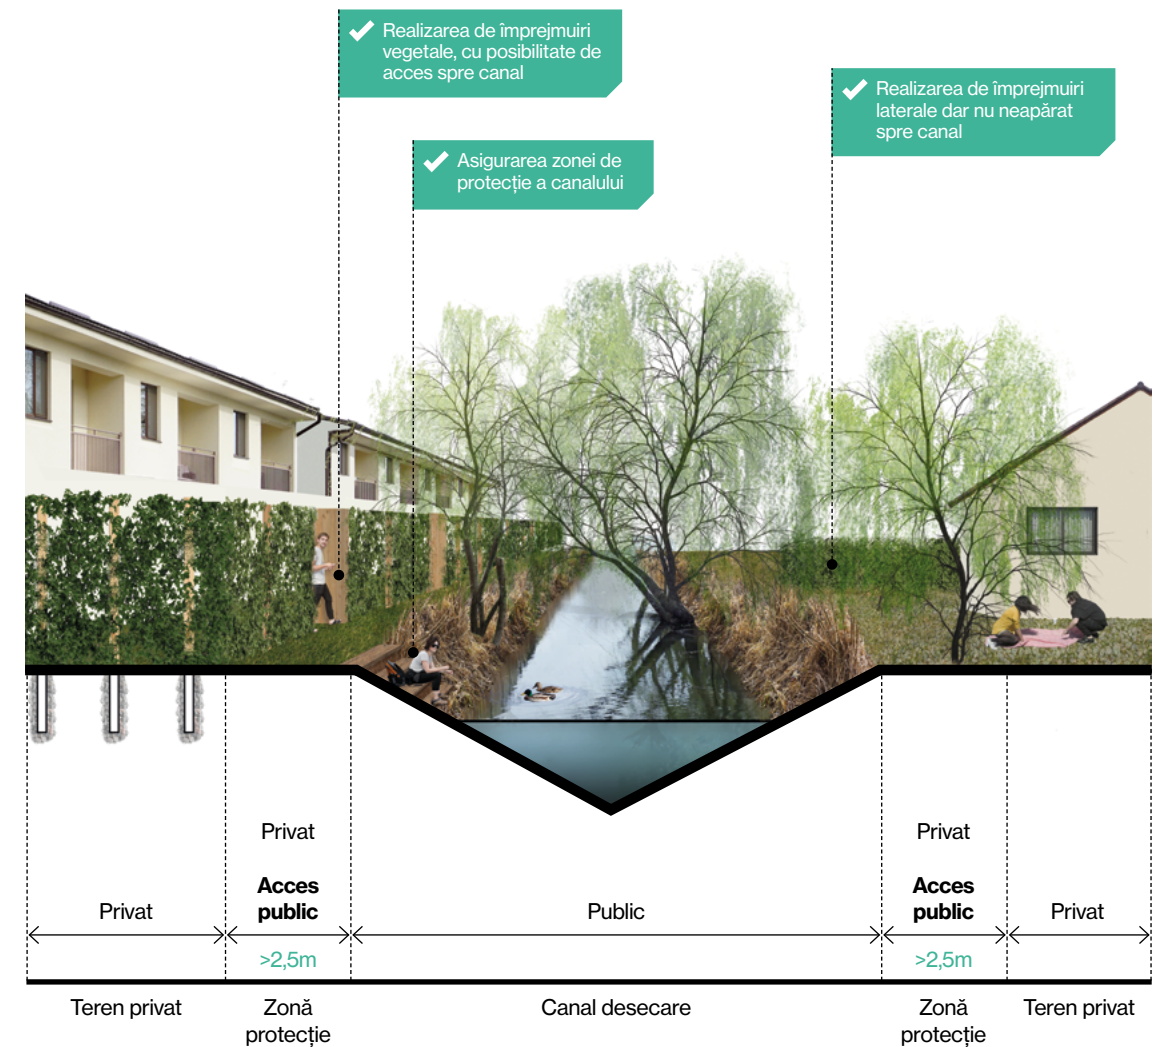 Realizarea de împrejmuiri
vegetale, cu posibilitate de
acces spre canal
Realizarea de împrejmuiri
laterale dar nu neapărat
spre canal
Asigurarea zonei de
protecție a canalului
Privat
Privat
Acces
public
Acces
public
Privat
Public
Privat
>2,5m
>2,5m
Teren privat
Zonă
protecție
Canal desecare
Zonă
protecție
Teren privat